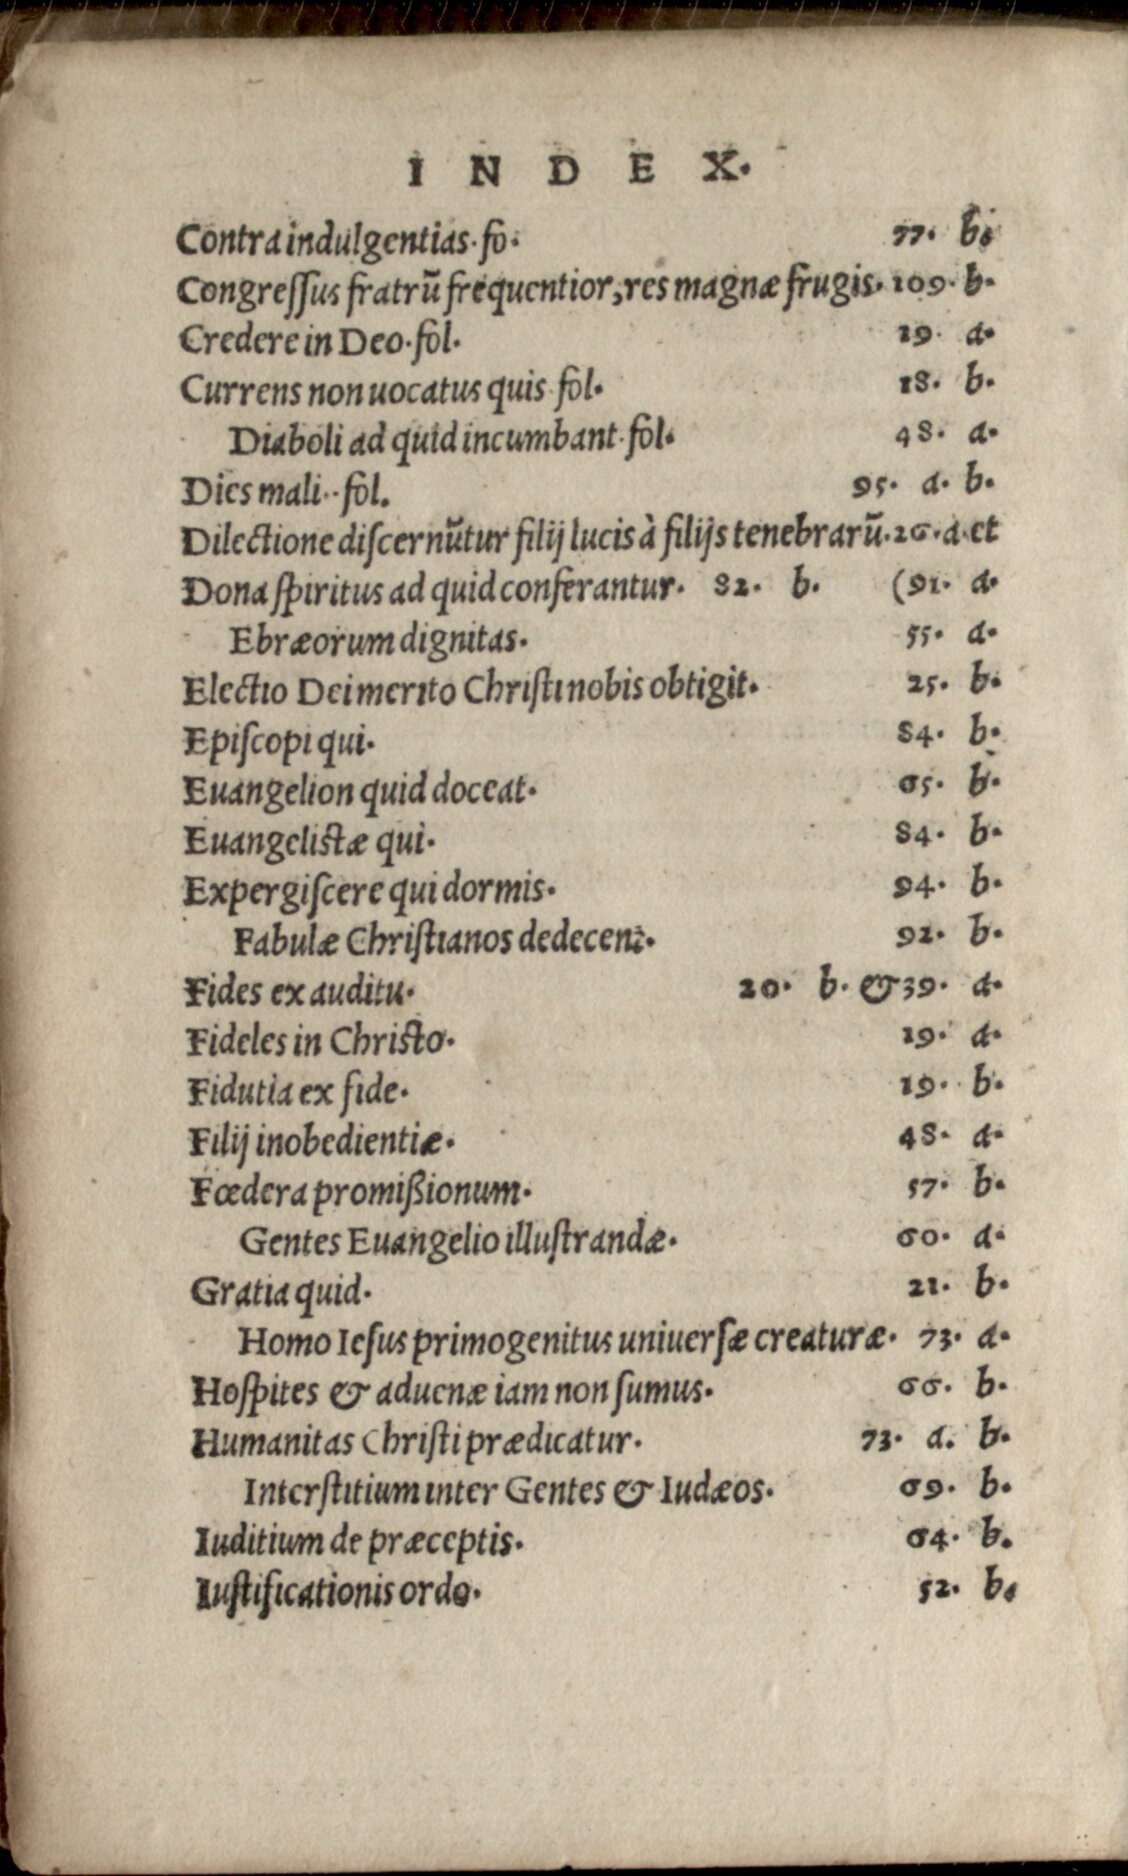 INDEX.
Contra indulgentias. fo. 77. b.
Congreſſus fratrū frequentior, res magnæ frugis. 109. b.
Credere in Deo. fol. 19. a.
Currens non uocatus quis fol. 18. b.
Diaboli ad quid incumbant. fol. 48. a.
Dies mali.. fol. 95. a. b.
Dilectione diſcernūtur filij lucis à filijs tenebrarū. 26. a. et
Dona ſpiritus ad quid conferantur. 82. b. (91. a.
Ebræorum dignitas. 55. a.
Electio Dei merito Chriſti nobis obtigit. 25. b.
Epiſcopi qui. 84. b.
Euangelion quid doceat. 65. b.
Euangeliſtæ qui. 84. b.
Expergiſcere qui dormis. 94. b.
Fabulæ Chriſtianos dedecent. 92. b.
Fides ex auditu. 20. b. & 39. a.
Fideles in Chriſto. 19. a.
Fidutia ex fide. 19. b.
Filij inobedientiæ. 48. a.
Fœdera promißionum. 57. b.
Gentes Euangelio illuſtrandæ. 60. a.
Gratia quid. 21. b.
Homo Ieſus primogenitus uniuerſæ creaturæ. 73. a.
Hoſpites & aduenæ iam non ſumus. 66. b.
Humanitas Chriſti prædicatur. 73. a. b.
Interſtitium inter Gentes & Iudæos. 69. b.
Iuditium de præceptis. 64. b.
Iuſtificationis ordo. 52. b.